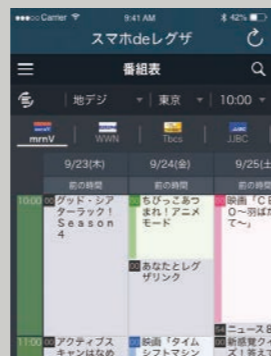 Carrier
9:41 AM
42%
スマホdeレグザ
番組表
地デジ
東京
10:00
mrnV
WWN
Tbcs
JJBC
9/23(木)
9/24(金)
9/25(土
前の時間
前の時間
前の時間
10:00
00 グッド・シア
ターラック！
Ｓｅａｓｏｎ
４
00 ちびっこあつ
まれ！アニメ
モード
00 あなたとレグ
ザリンク
映画「Ｃ
Ｏ〜羽ばた
て〜」
54 ニュース８
11:00
00 アクティブス
キャンはなめ
00 映画「タイム
シフトマシン
00 新感覚ク
ズ！答えて